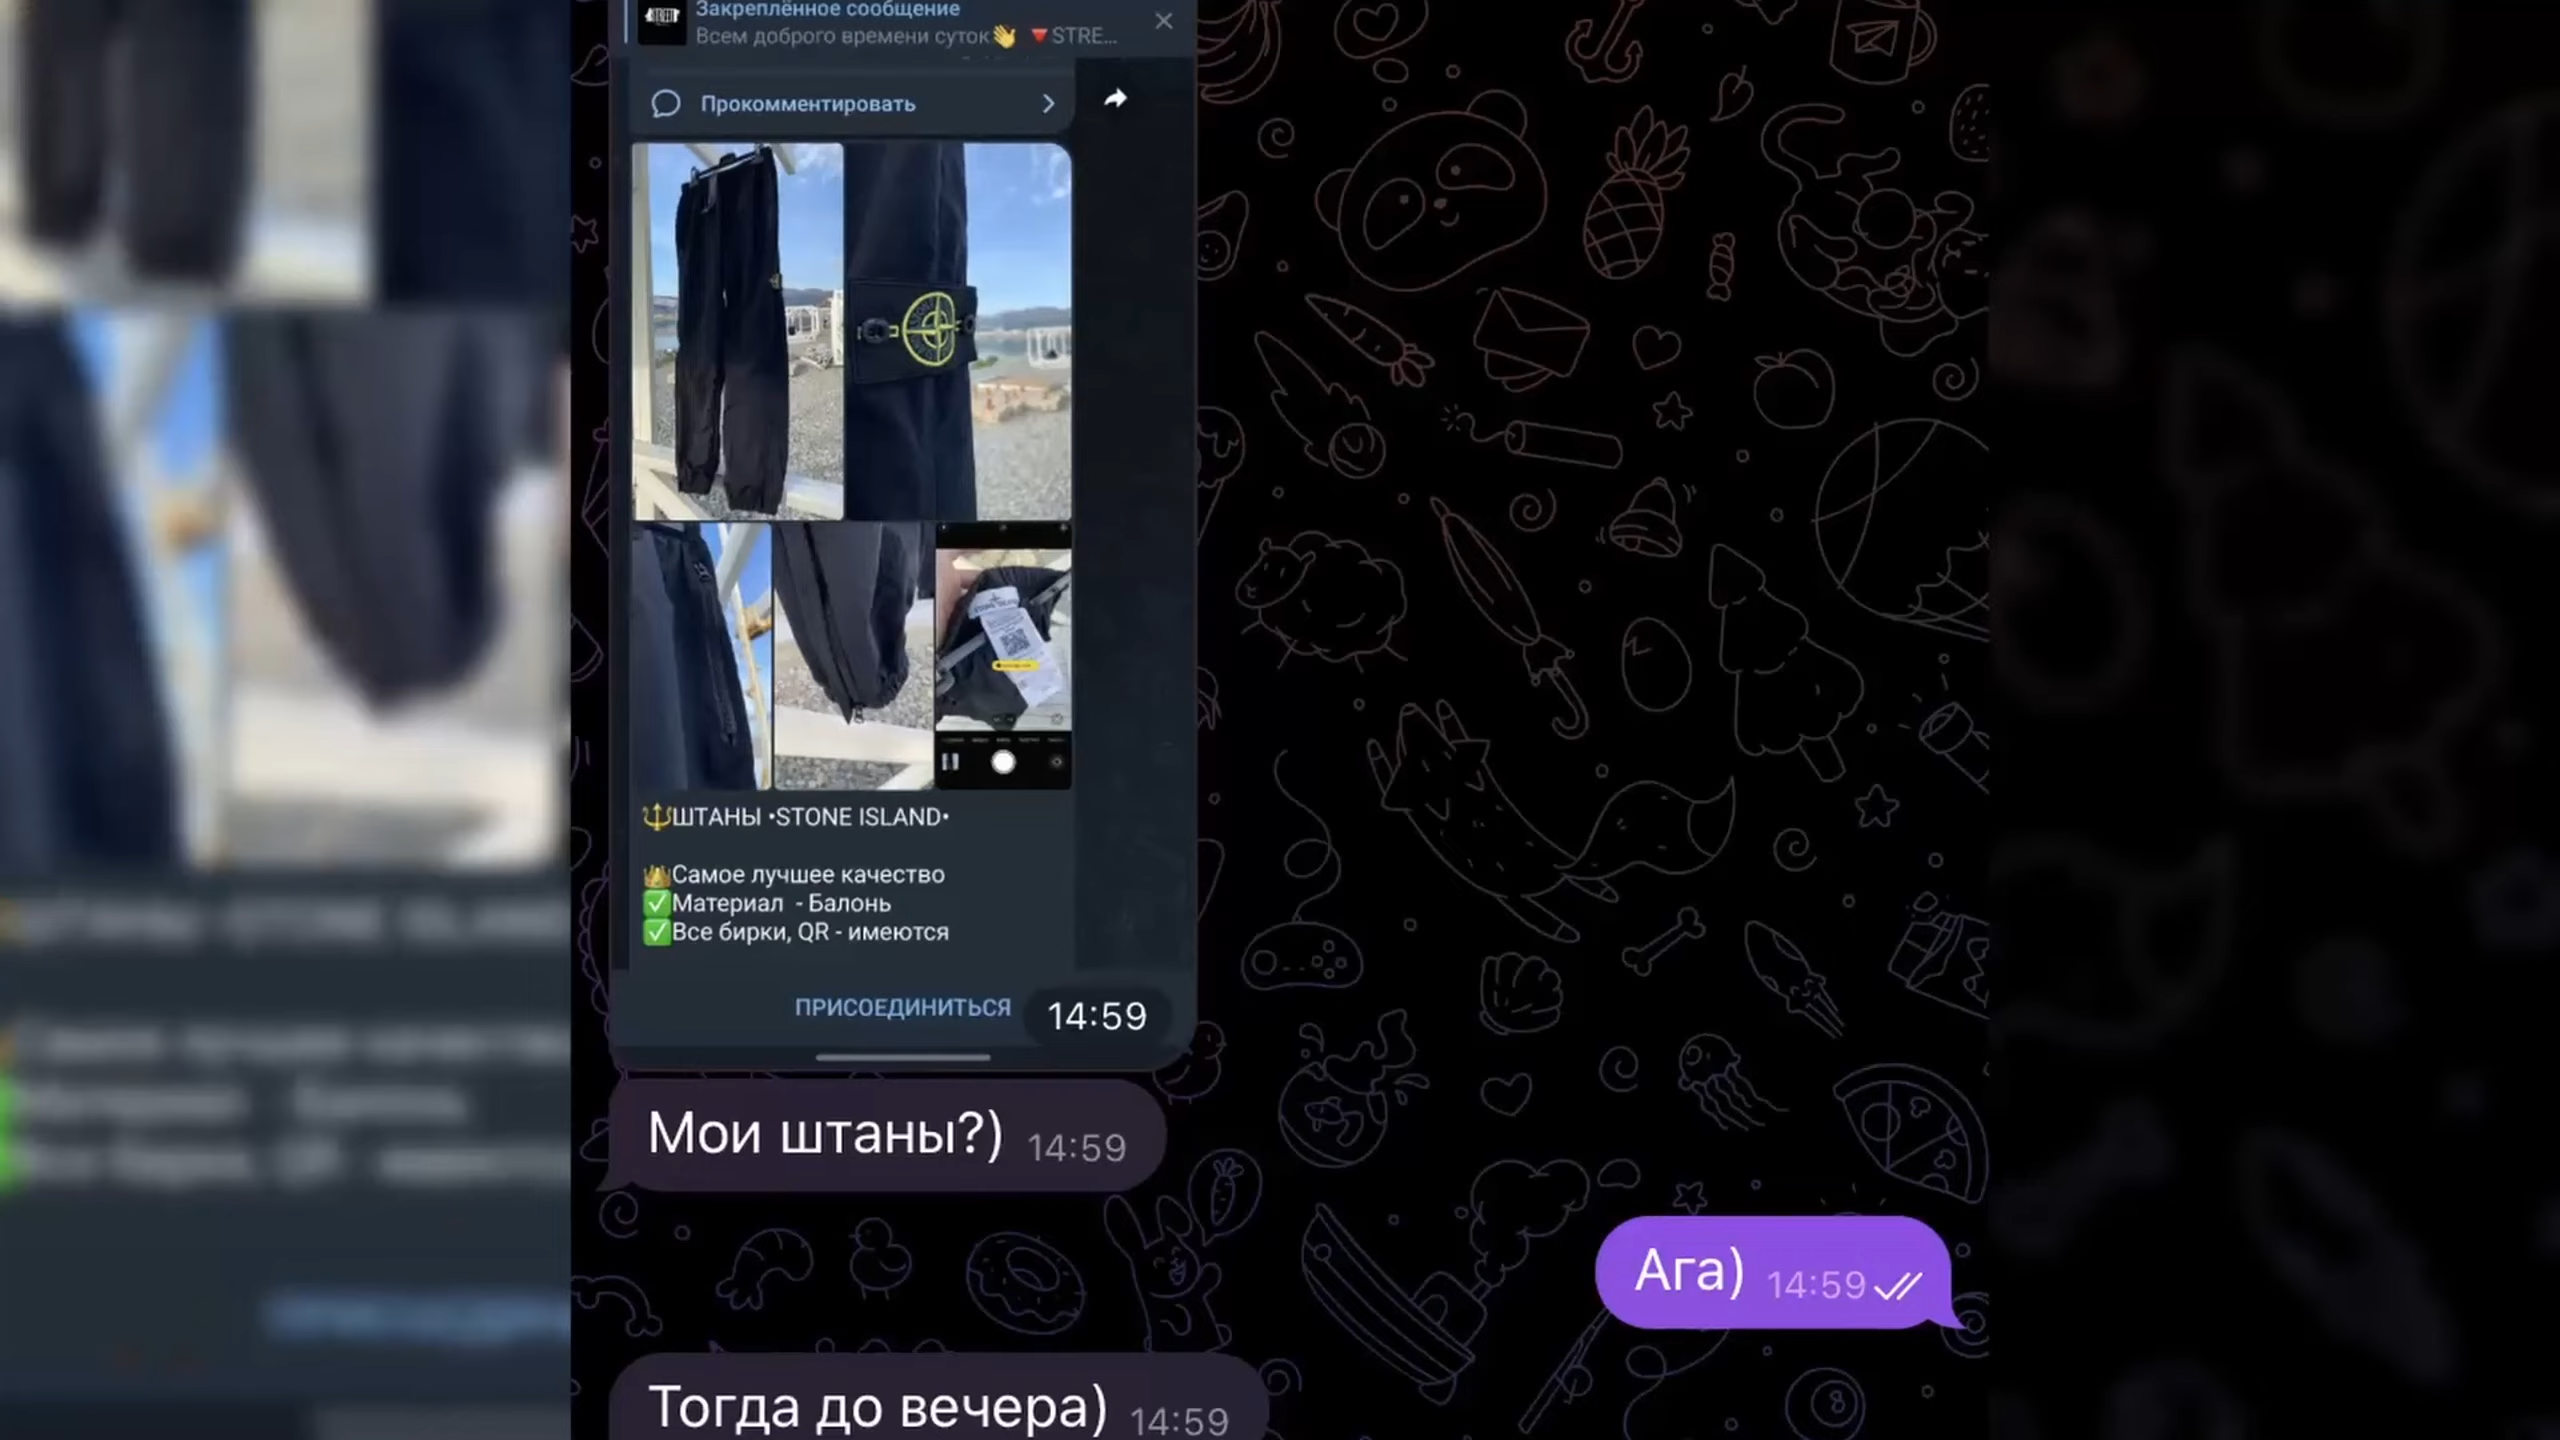 Закреплённое сообщение
Всем доброго времени суток👋 🔻STRE...
Прокомментировать
🔱ШТАНЫ •STONE ISLAND•
👑Самое лучшее качество
✅Материал - Балонь
✅Все бирки, QR - имеются
ПРИСОЕДИНИТЬСЯ
14:59
Мои штаны?) 14:59
Ага) 14:59
Тогда до вечера) 14:59